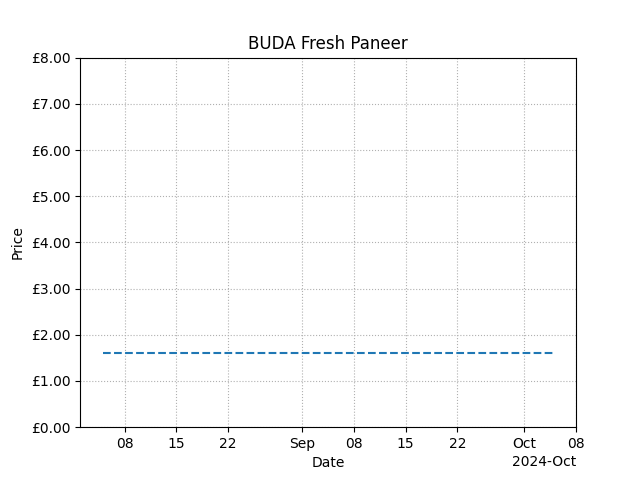 BUDA Fresh Paneer
£8.00
£7.00
£6.00
£5.00
£4.00
£3.00
£2.00
£1.00
£0.00
Price
08 15 22 Sep 08 15 22 Oct 08
Date
2024-Oct